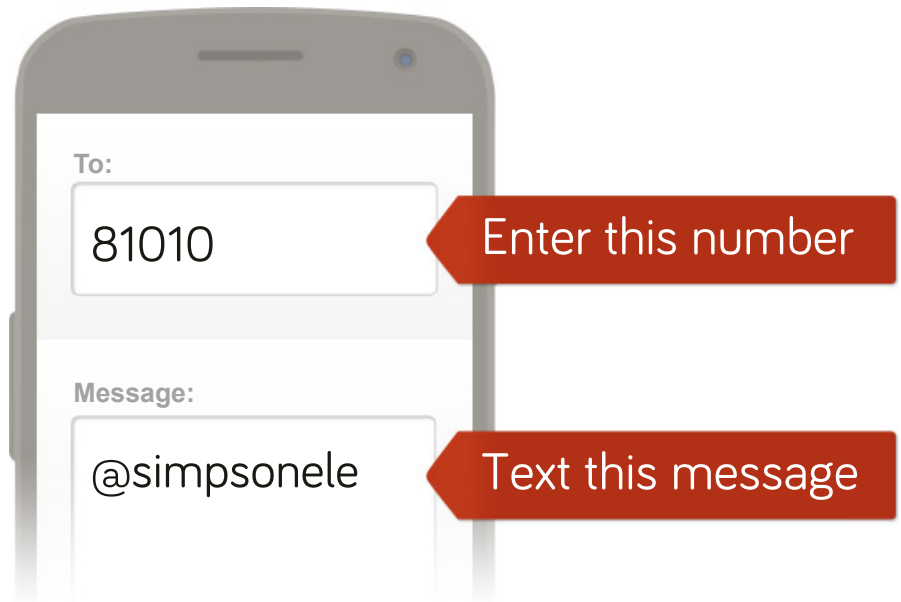 To:
81010
Enter this number
Message:
@simpsonele
Text this message